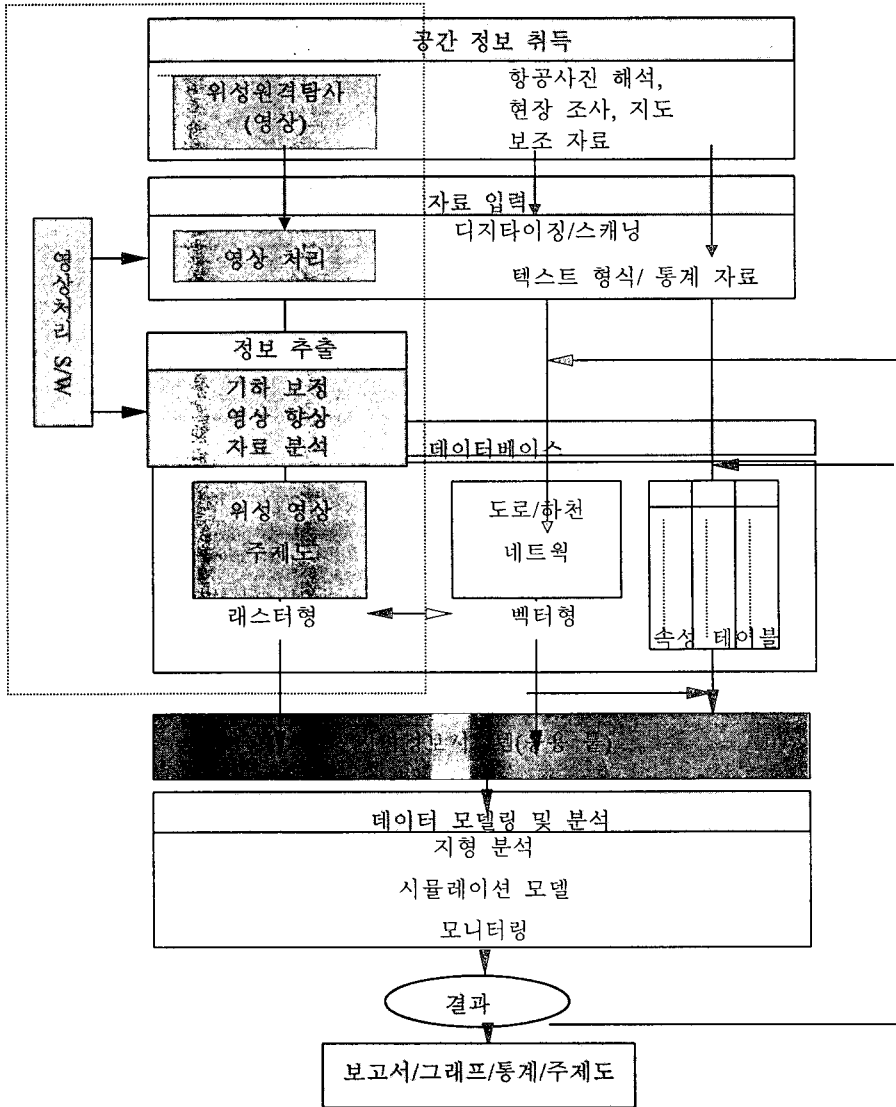 공간 정보 취득
위성원격탐사
(영상)
항공사진 해석,
현장 조사, 지도
보조 자료
자료 입력
디지타이징/스캐닝
영상 처리
텍스트 형식/ 통계 자료
영상처리 S/W
정보 추출
기하 보정
영상 향상
자료 분석
데이터베이스
위성 영상
주제도
도로/하천
네트웍
래스터형
벡터형
속성 테이블
데이터 모델링 및 분석
지형 분석
시뮬레이션 모델
모니터링
결과
보고서/그래프/통계/주제도